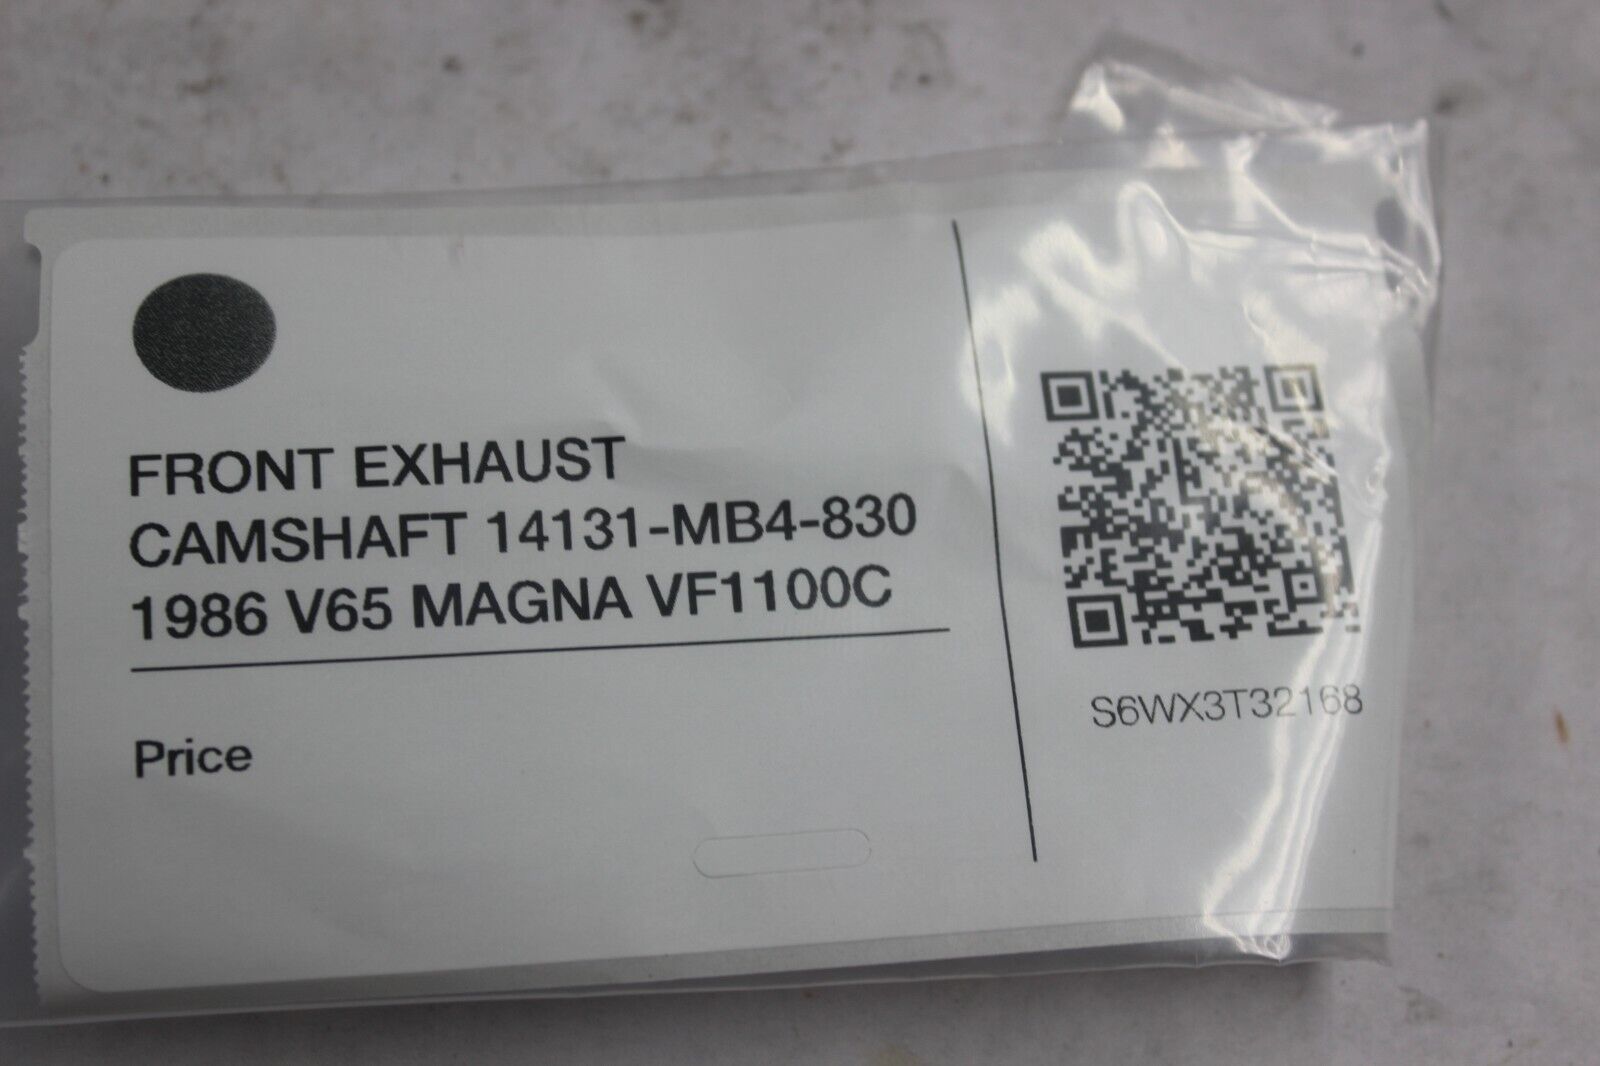 FRONT EXHAUST
CAMSHAFT 14131-MB4-830
1986 V65 MAGNA VF1100C
Price
S6WX3T32168